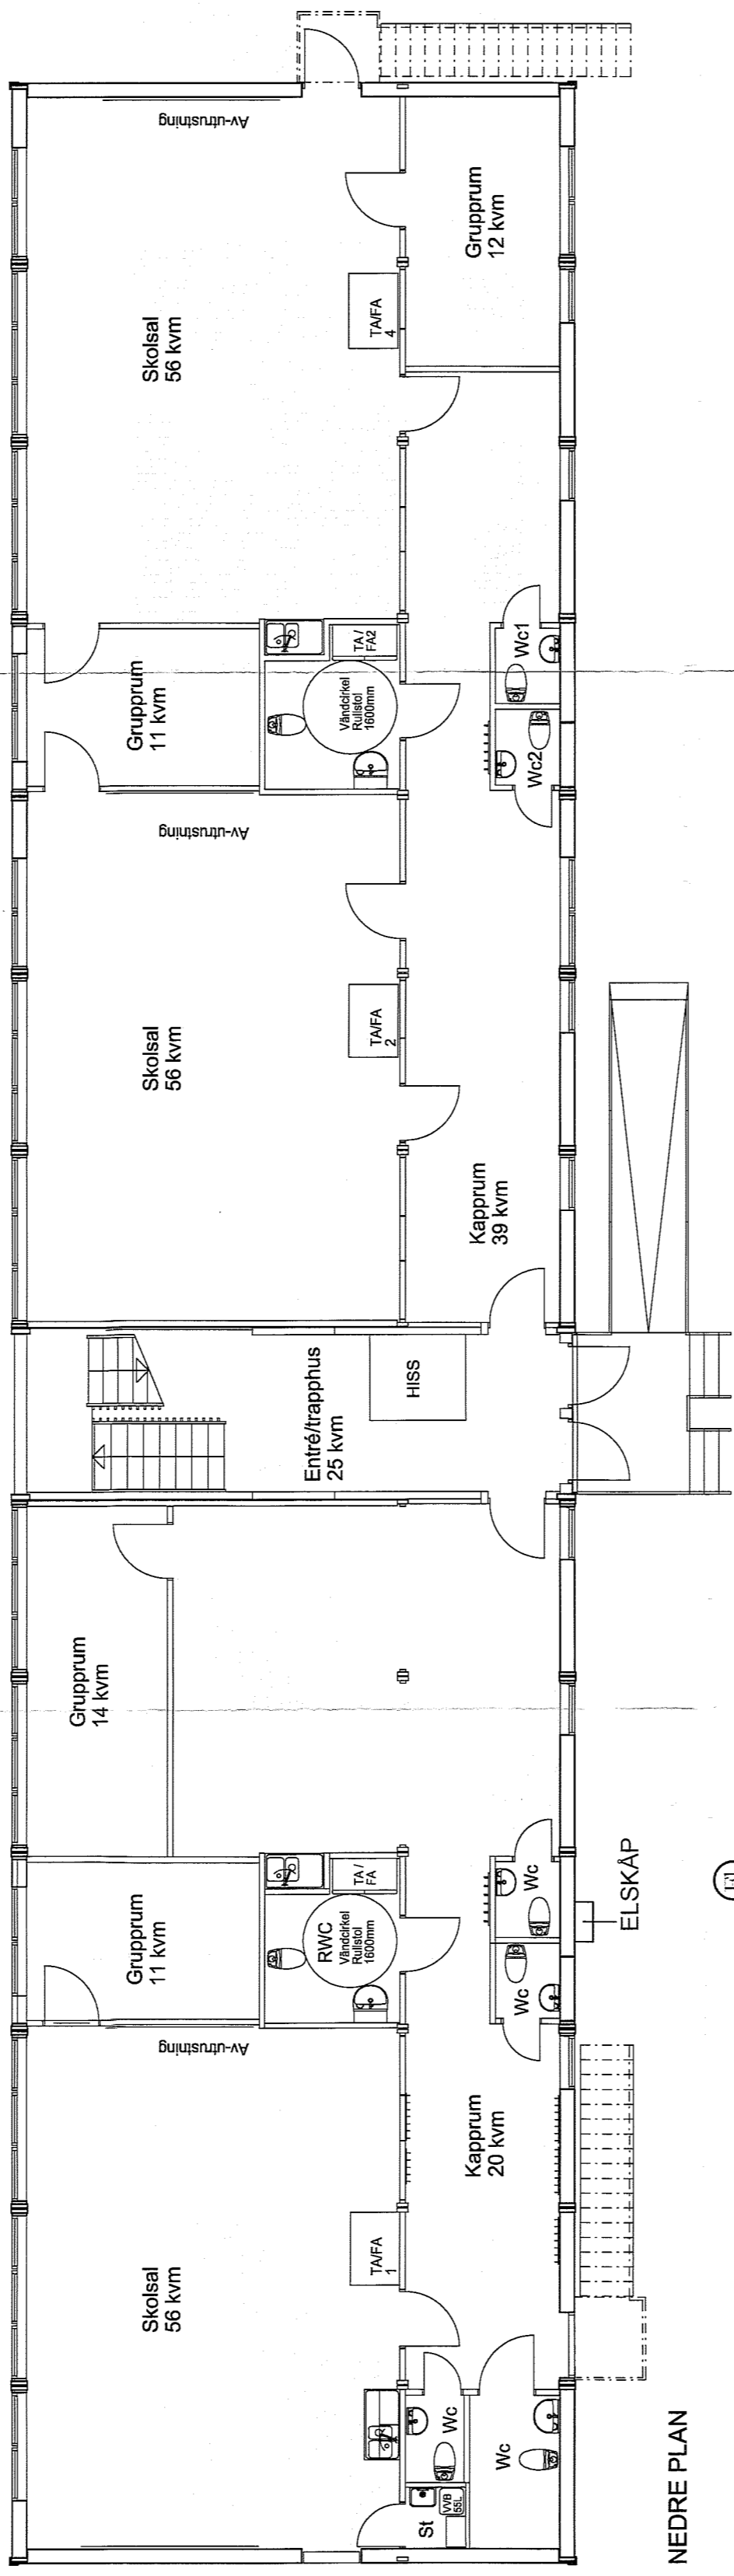 Av-utrustning
Skolsal
56 kvm
TA/FA
4
Grupprum
12 kvm
Grupprum
11 kvm
TA /
FA2
Vändcirkel
Rullstol
1600mm
Wc1
Wc2
Av-utrustning
Skolsal
56 kvm
TA/FA
2
Kapprum
39 kvm
Entré/trapphus
25 kvm
HISS
Grupprum
14 kvm
Grupprum
11 kvm
TA /
FA
RWC
Vändcirkel
Rullstol
1600mm
Wc
Wc
ELSKÅP
Av-utrustning
Skolsal
56 kvm
TA/FA
1
Kapprum
20 kvm
Wc
Wc
St
VVB
55L
NEDRE PLAN